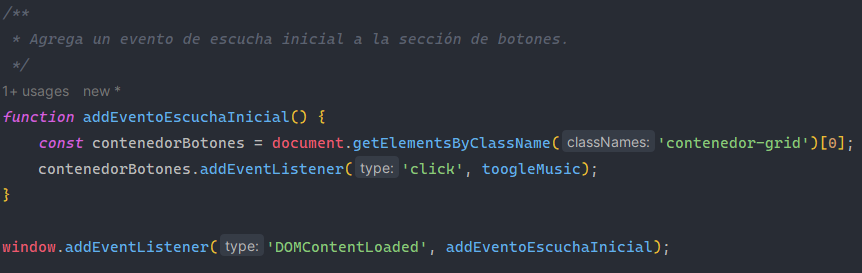 /**
 * Agrega un evento de escucha inicial a la sección de botones.
 */
1+ usages   new *
function addEventoEscuchaInicial() {
    const contenedorBotones = document.getElementsByClassName( classNames: 'contenedor-grid')[0];
    contenedorBotones.addEventListener( type: 'click', toogleMusic);
}
window.addEventListener( type: 'DOMContentLoaded', addEventoEscuchaInicial);